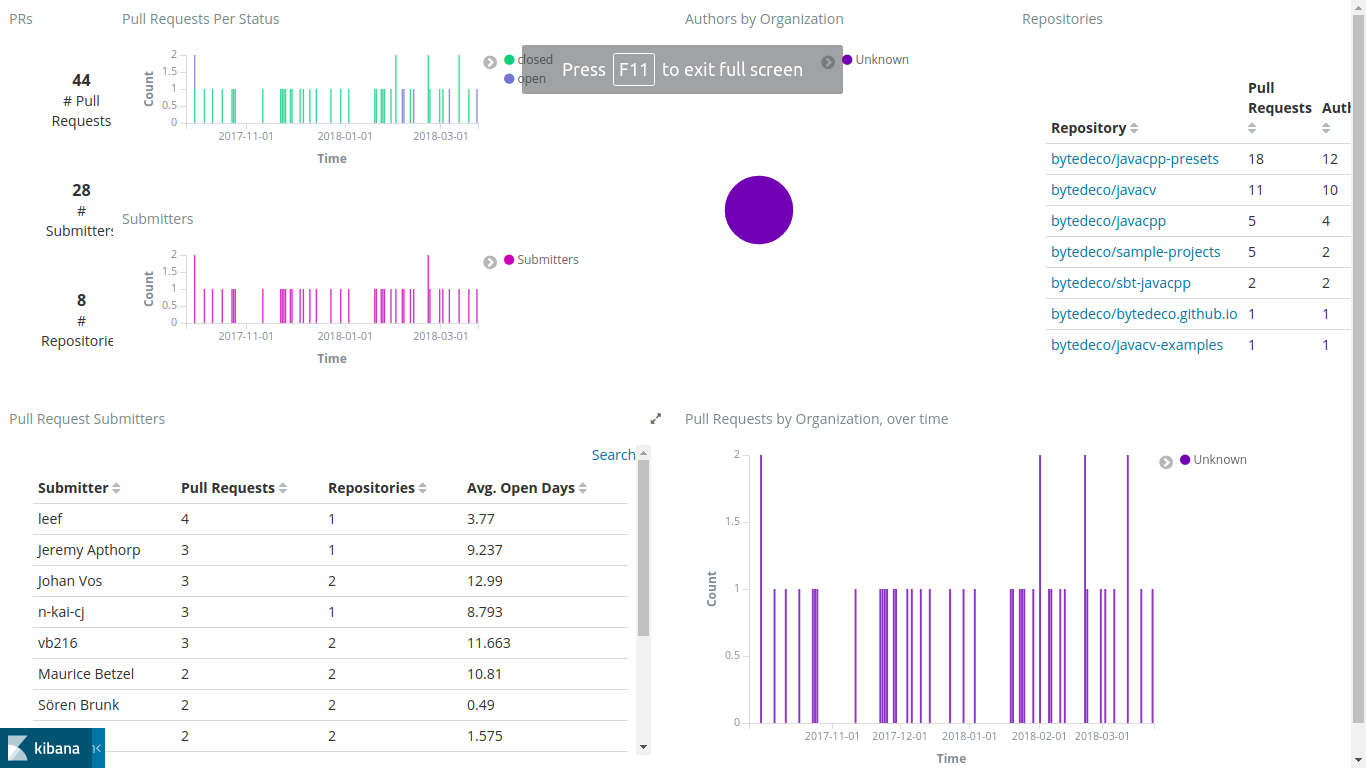 PRs
44
# Pull
Requests
28
#
Submitters
8
#
Repositorie
Pull Requests Per Status
Count
2
1.5
1
0.5
0
2017-11-01 2018-01-01 2018-03-01
Time
closed
open
Press F11 to exit full screen
Submitters
Count
2
1.5
1
0.5
0
2017-11-01 2018-01-01 2018-03-01
Time
Submitters
Authors by Organization
Unknown
Repositories
Repository Pull Requests Auth
bytedeco/javacpp-presets 18 12
bytedeco/javacv 11 10
bytedeco/javacpp 5 4
bytedeco/sample-projects 5 2
bytedeco/sbt-javacpp 2 2
bytedeco/bytedeco.github.io 1 1
bytedeco/javacv-examples 1 1
Pull Request Submitters
Search
Submitter Pull Requests Repositories Avg. Open Days
leef 4 1 3.77
Jeremy Apthorp 3 1 9.237
Johan Vos 3 2 12.99
n-kai-cj 3 1 8.793
vb216 3 2 11.663
Maurice Betzel 2 2 10.81
Sören Brunk 2 2 0.49
2 2 1.575
kibana
Pull Requests by Organization, over time
Count
2
1.5
1
0.5
0
2017-11-01 2017-12-01 2018-01-01 2018-02-01 2018-03-01
Time
Unknown